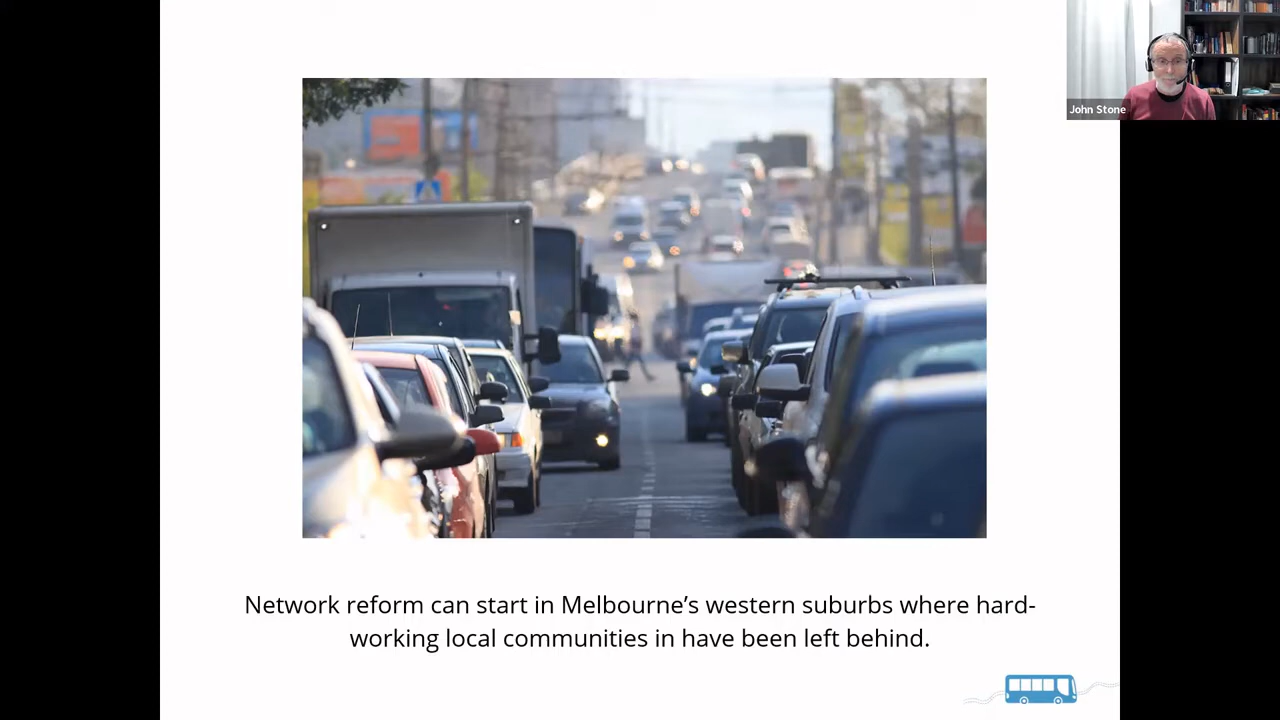 John Stone
Network reform can start in Melbourne’s western suburbs where hard-
working local communities in have been left behind.